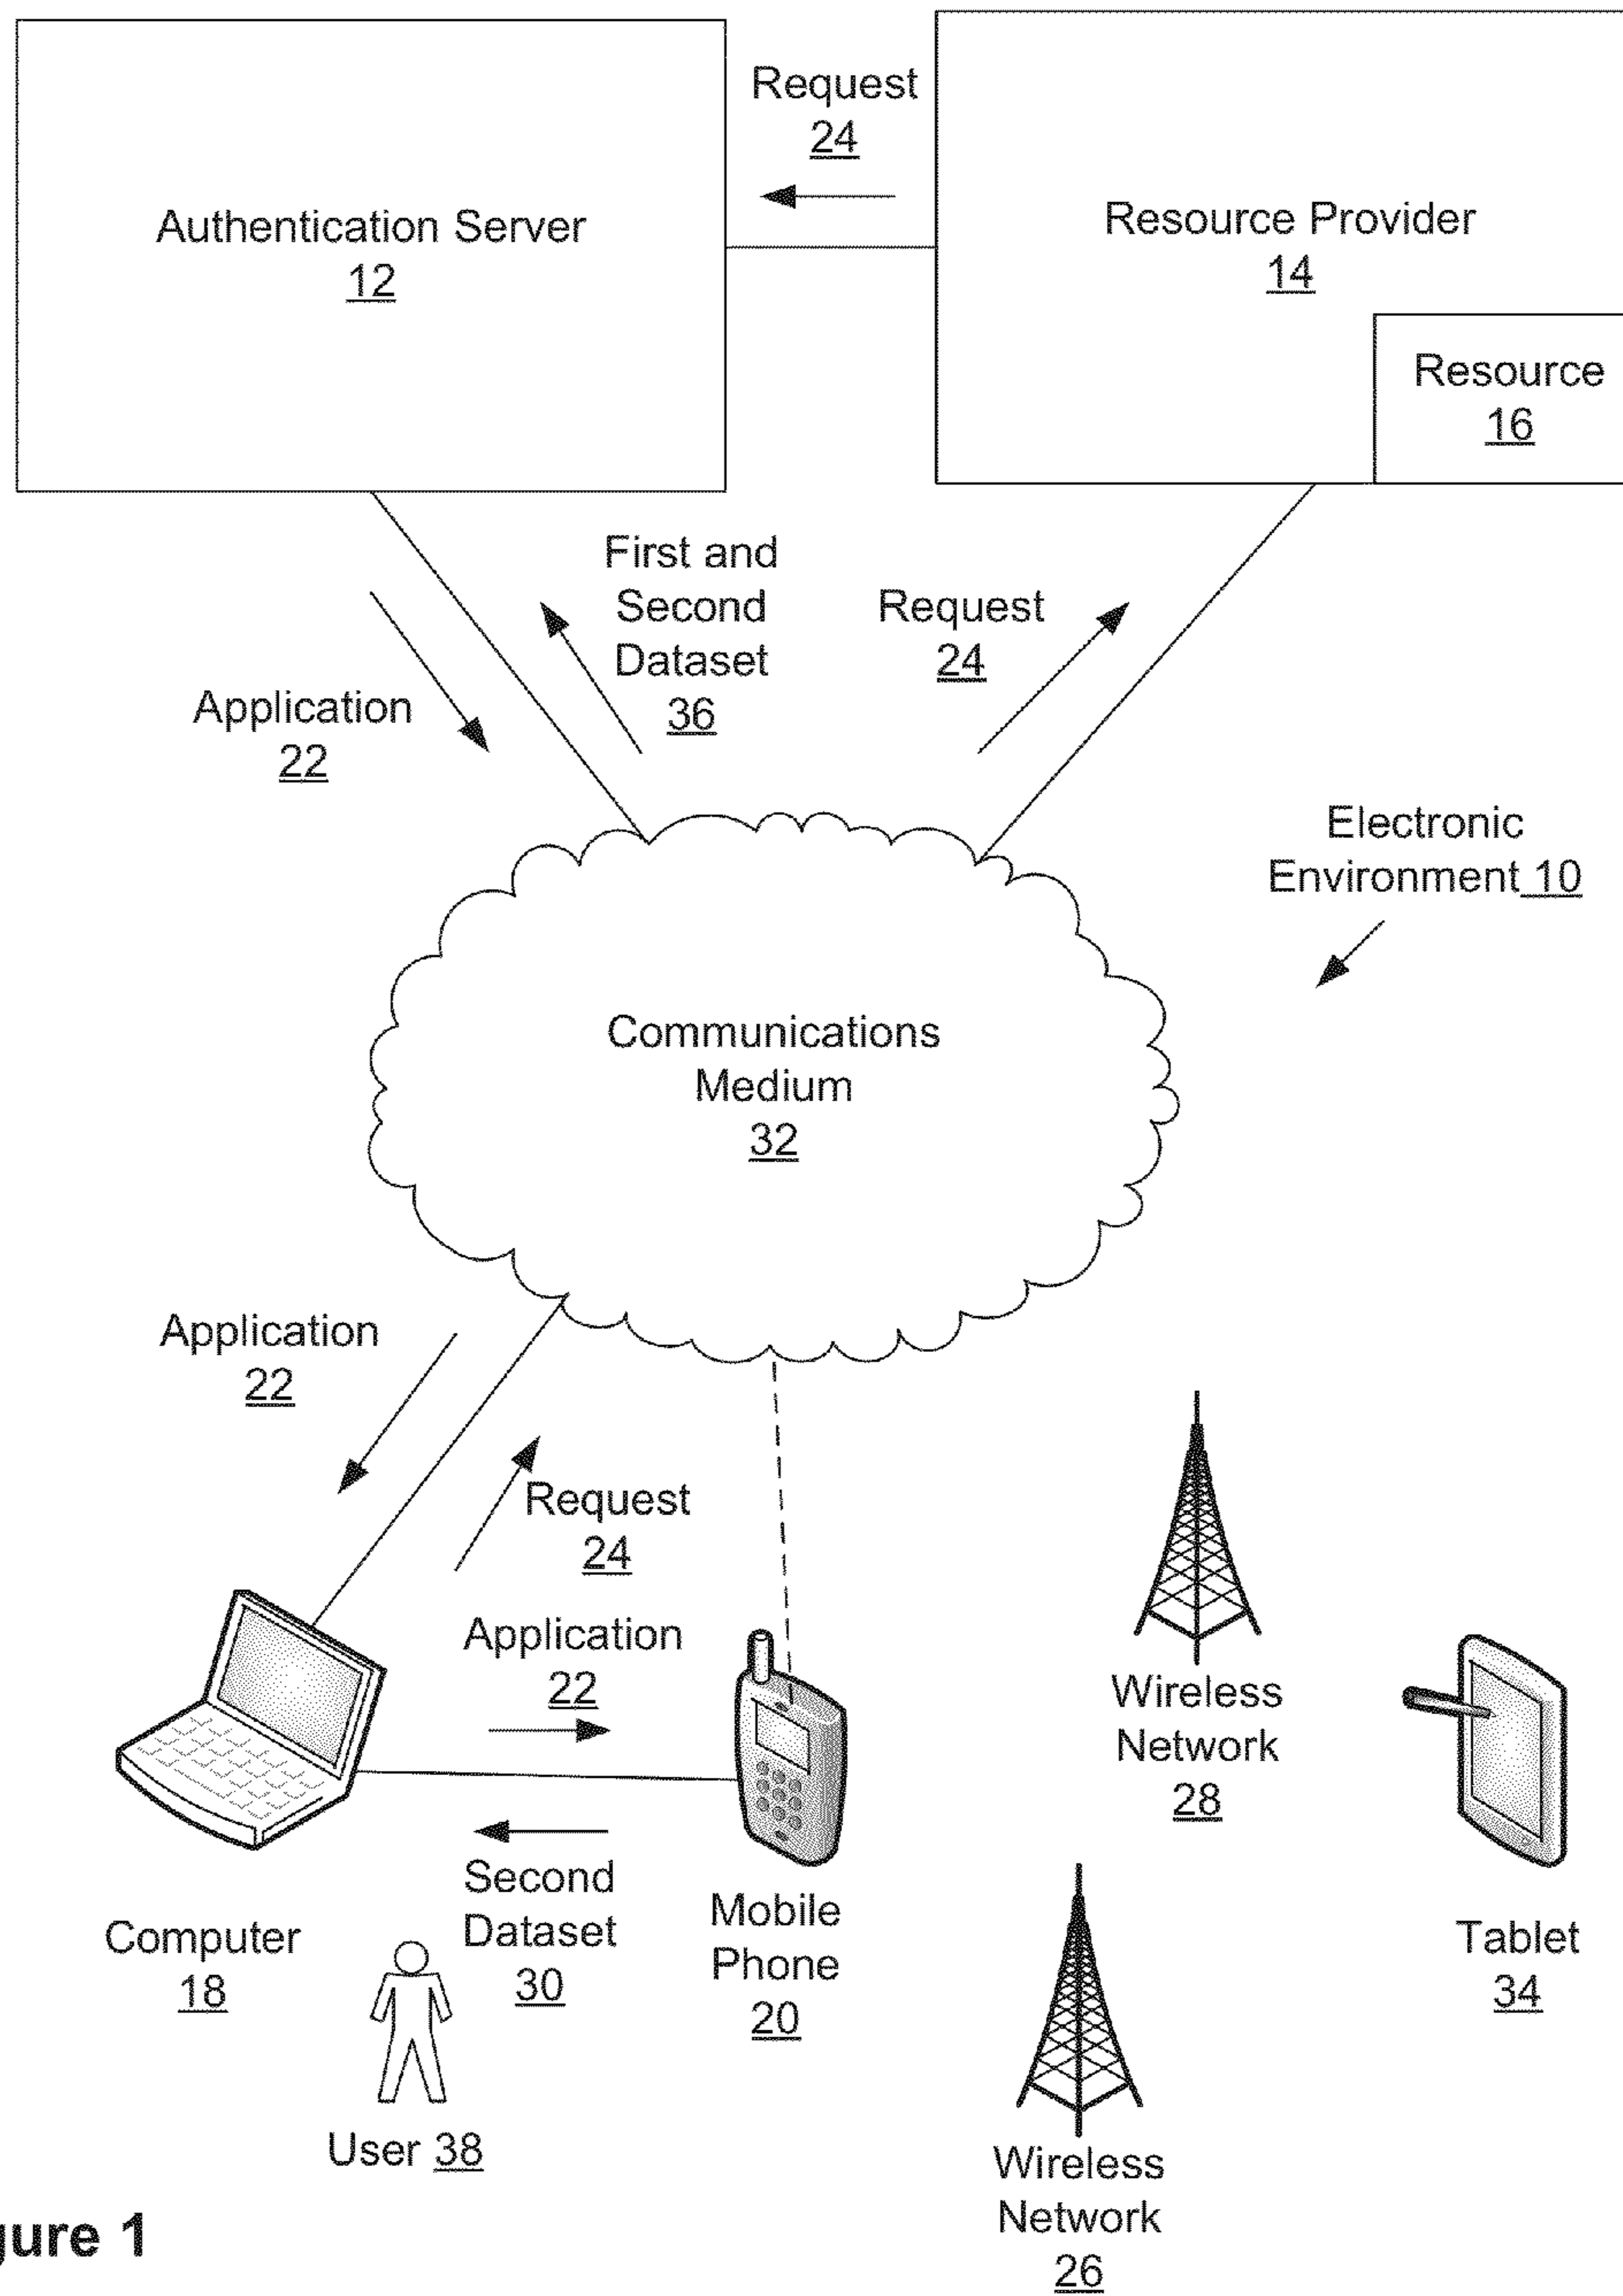 Request
24
Authentication Server
12
Resource Provider
14
Resource
16
First and
Second
Dataset
36
Request
24
Application
22
Electronic
Environment 10
Communications
Medium
32
Application
22
Request
24
Application
22
Wireless
Network
28
Second
Dataset
30
Computer
18
Mobile
Phone
20
Tablet
34
User 38
Wireless
Network
26
gure 1